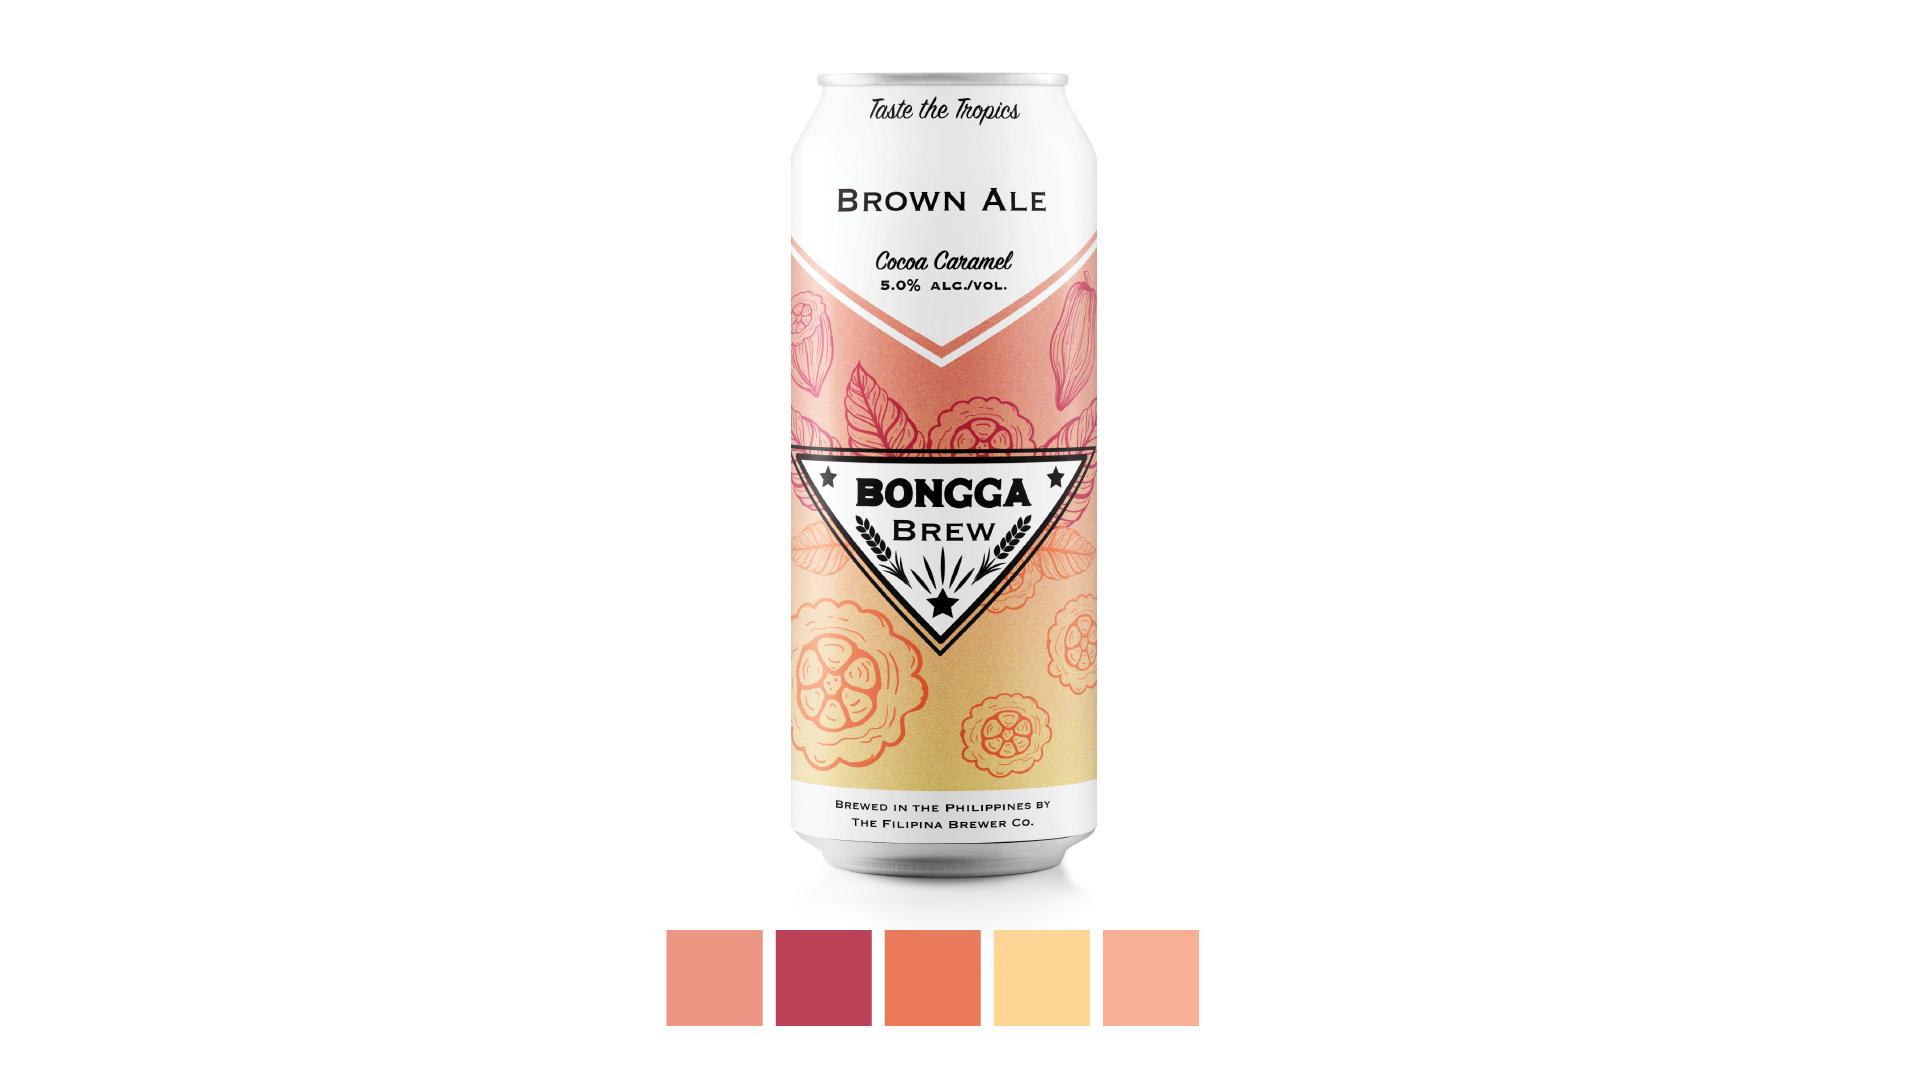 Taste the Tropics
Brown Ale
Cocoa Caramel
5.0% ALC./VOL.
BONGGA
Brew
Brewed in the Philippines by
The Filipina Brewer Co.